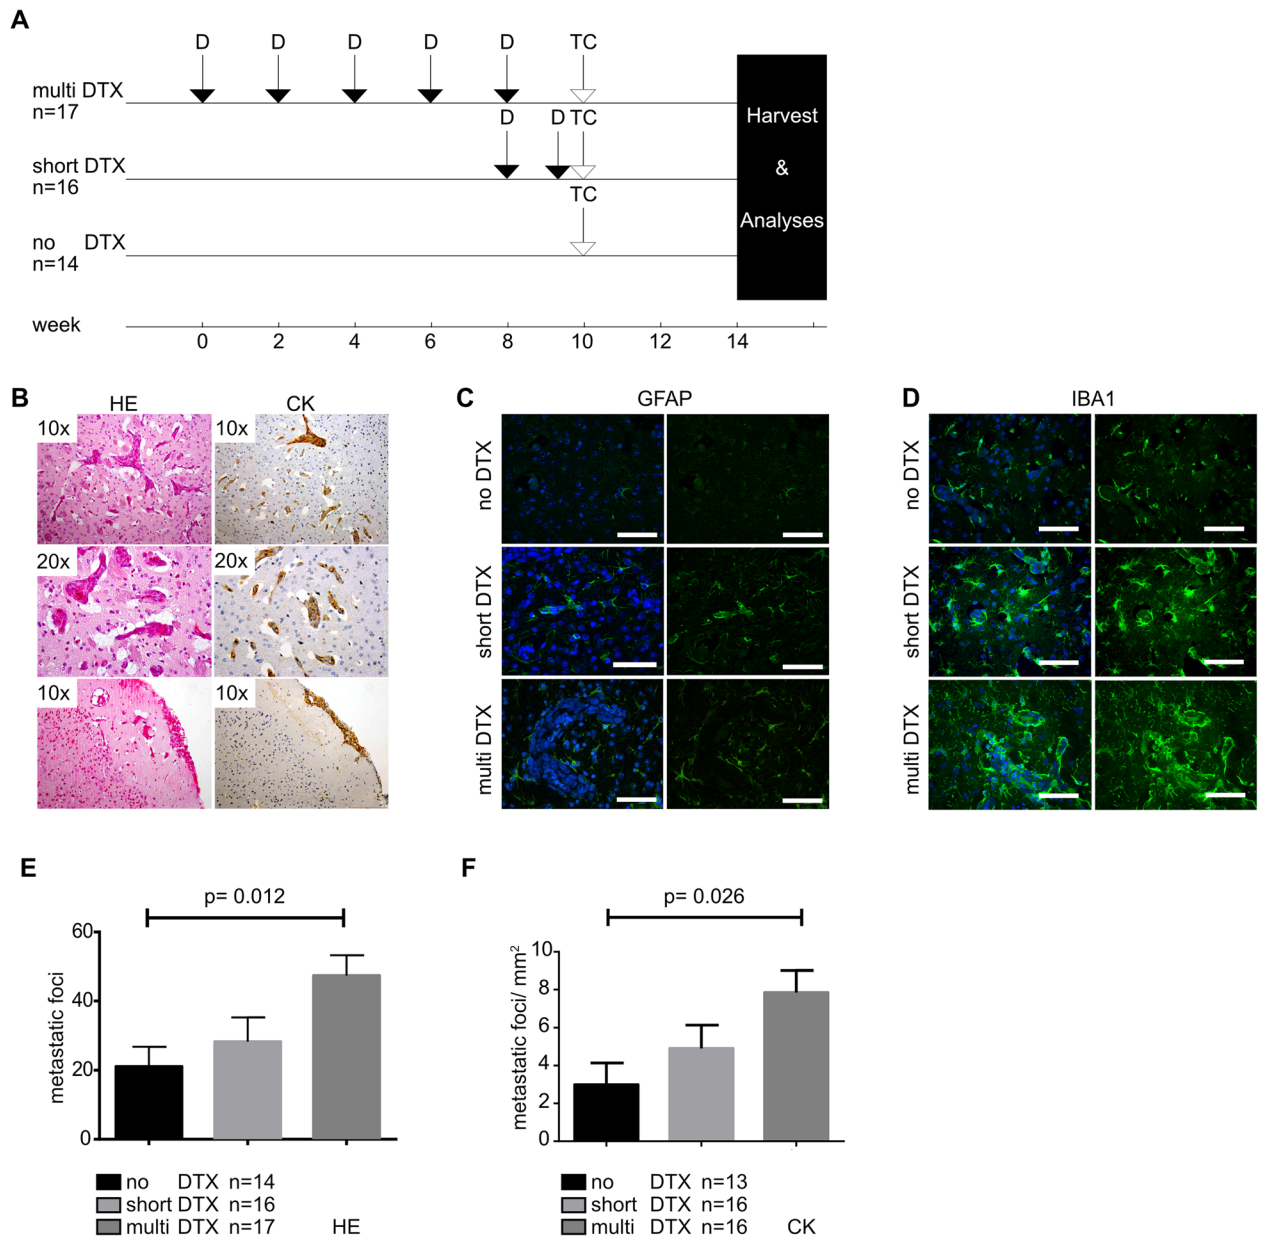 A
D D D D D TC
multi DTX
n=17
D D TC
short DTX
n=16
TC
no DTX
n=14
Harvest
&
Analyses
week
0 2 4 6 8 10 12 14
B
HE CK
10x 10x
20x 20x
10x 10x
C
GFAP
no DTX
short DTX
multi DTX
D
IBA1
no DTX
short DTX
multi DTX
E
p= 0.012
metastatic foci
60
40
20
0
no DTX n=14
short DTX n=16
multi DTX n=17
HE
F
p= 0.026
metastatic foci/ mm²
10
8
6
4
2
0
no DTX n=13
short DTX n=16
multi DTX n=16
CK